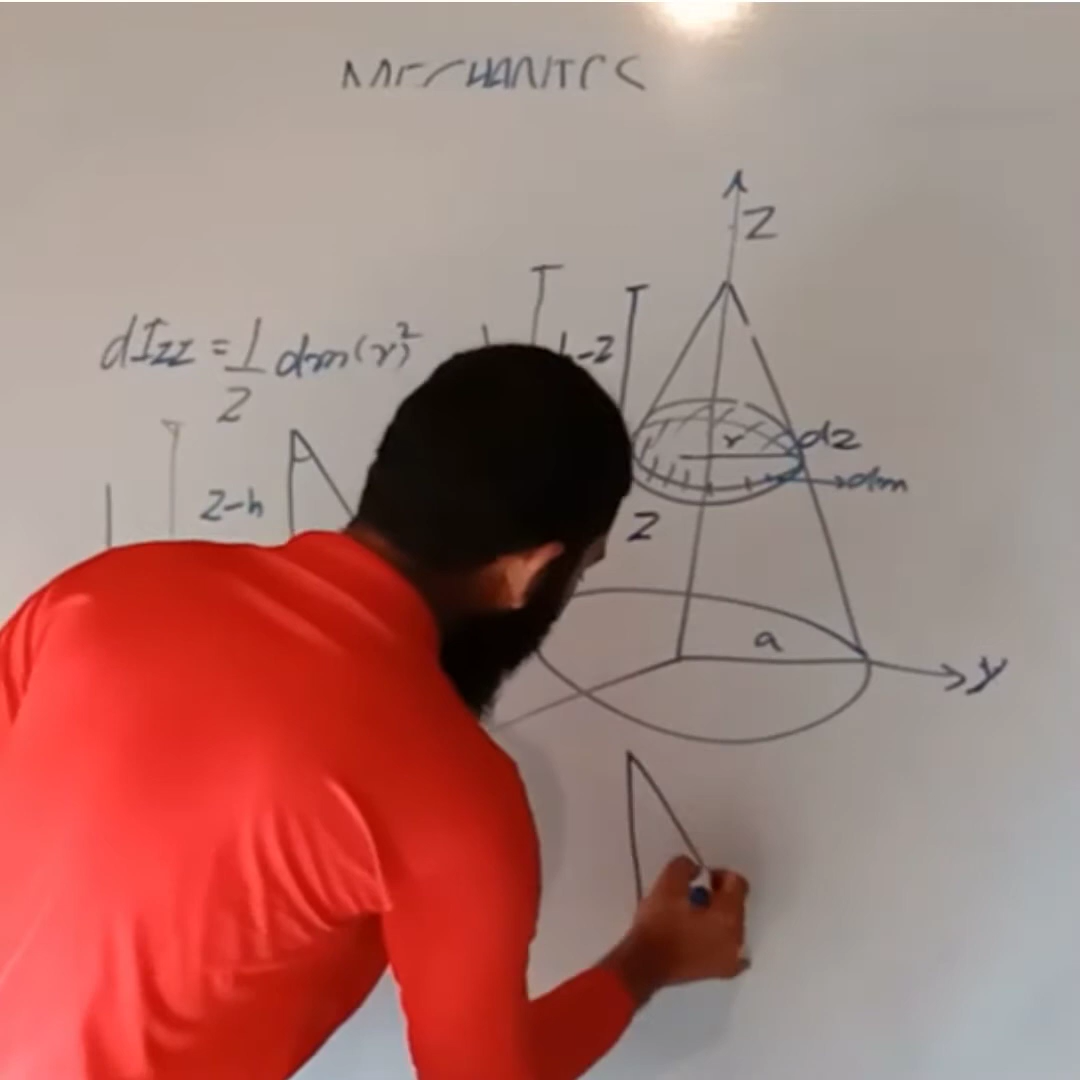 MECHANICS
Z
dIzz = 1/2 dm(r)²
h-z
r
dz
dm
z-h
Z
a
y